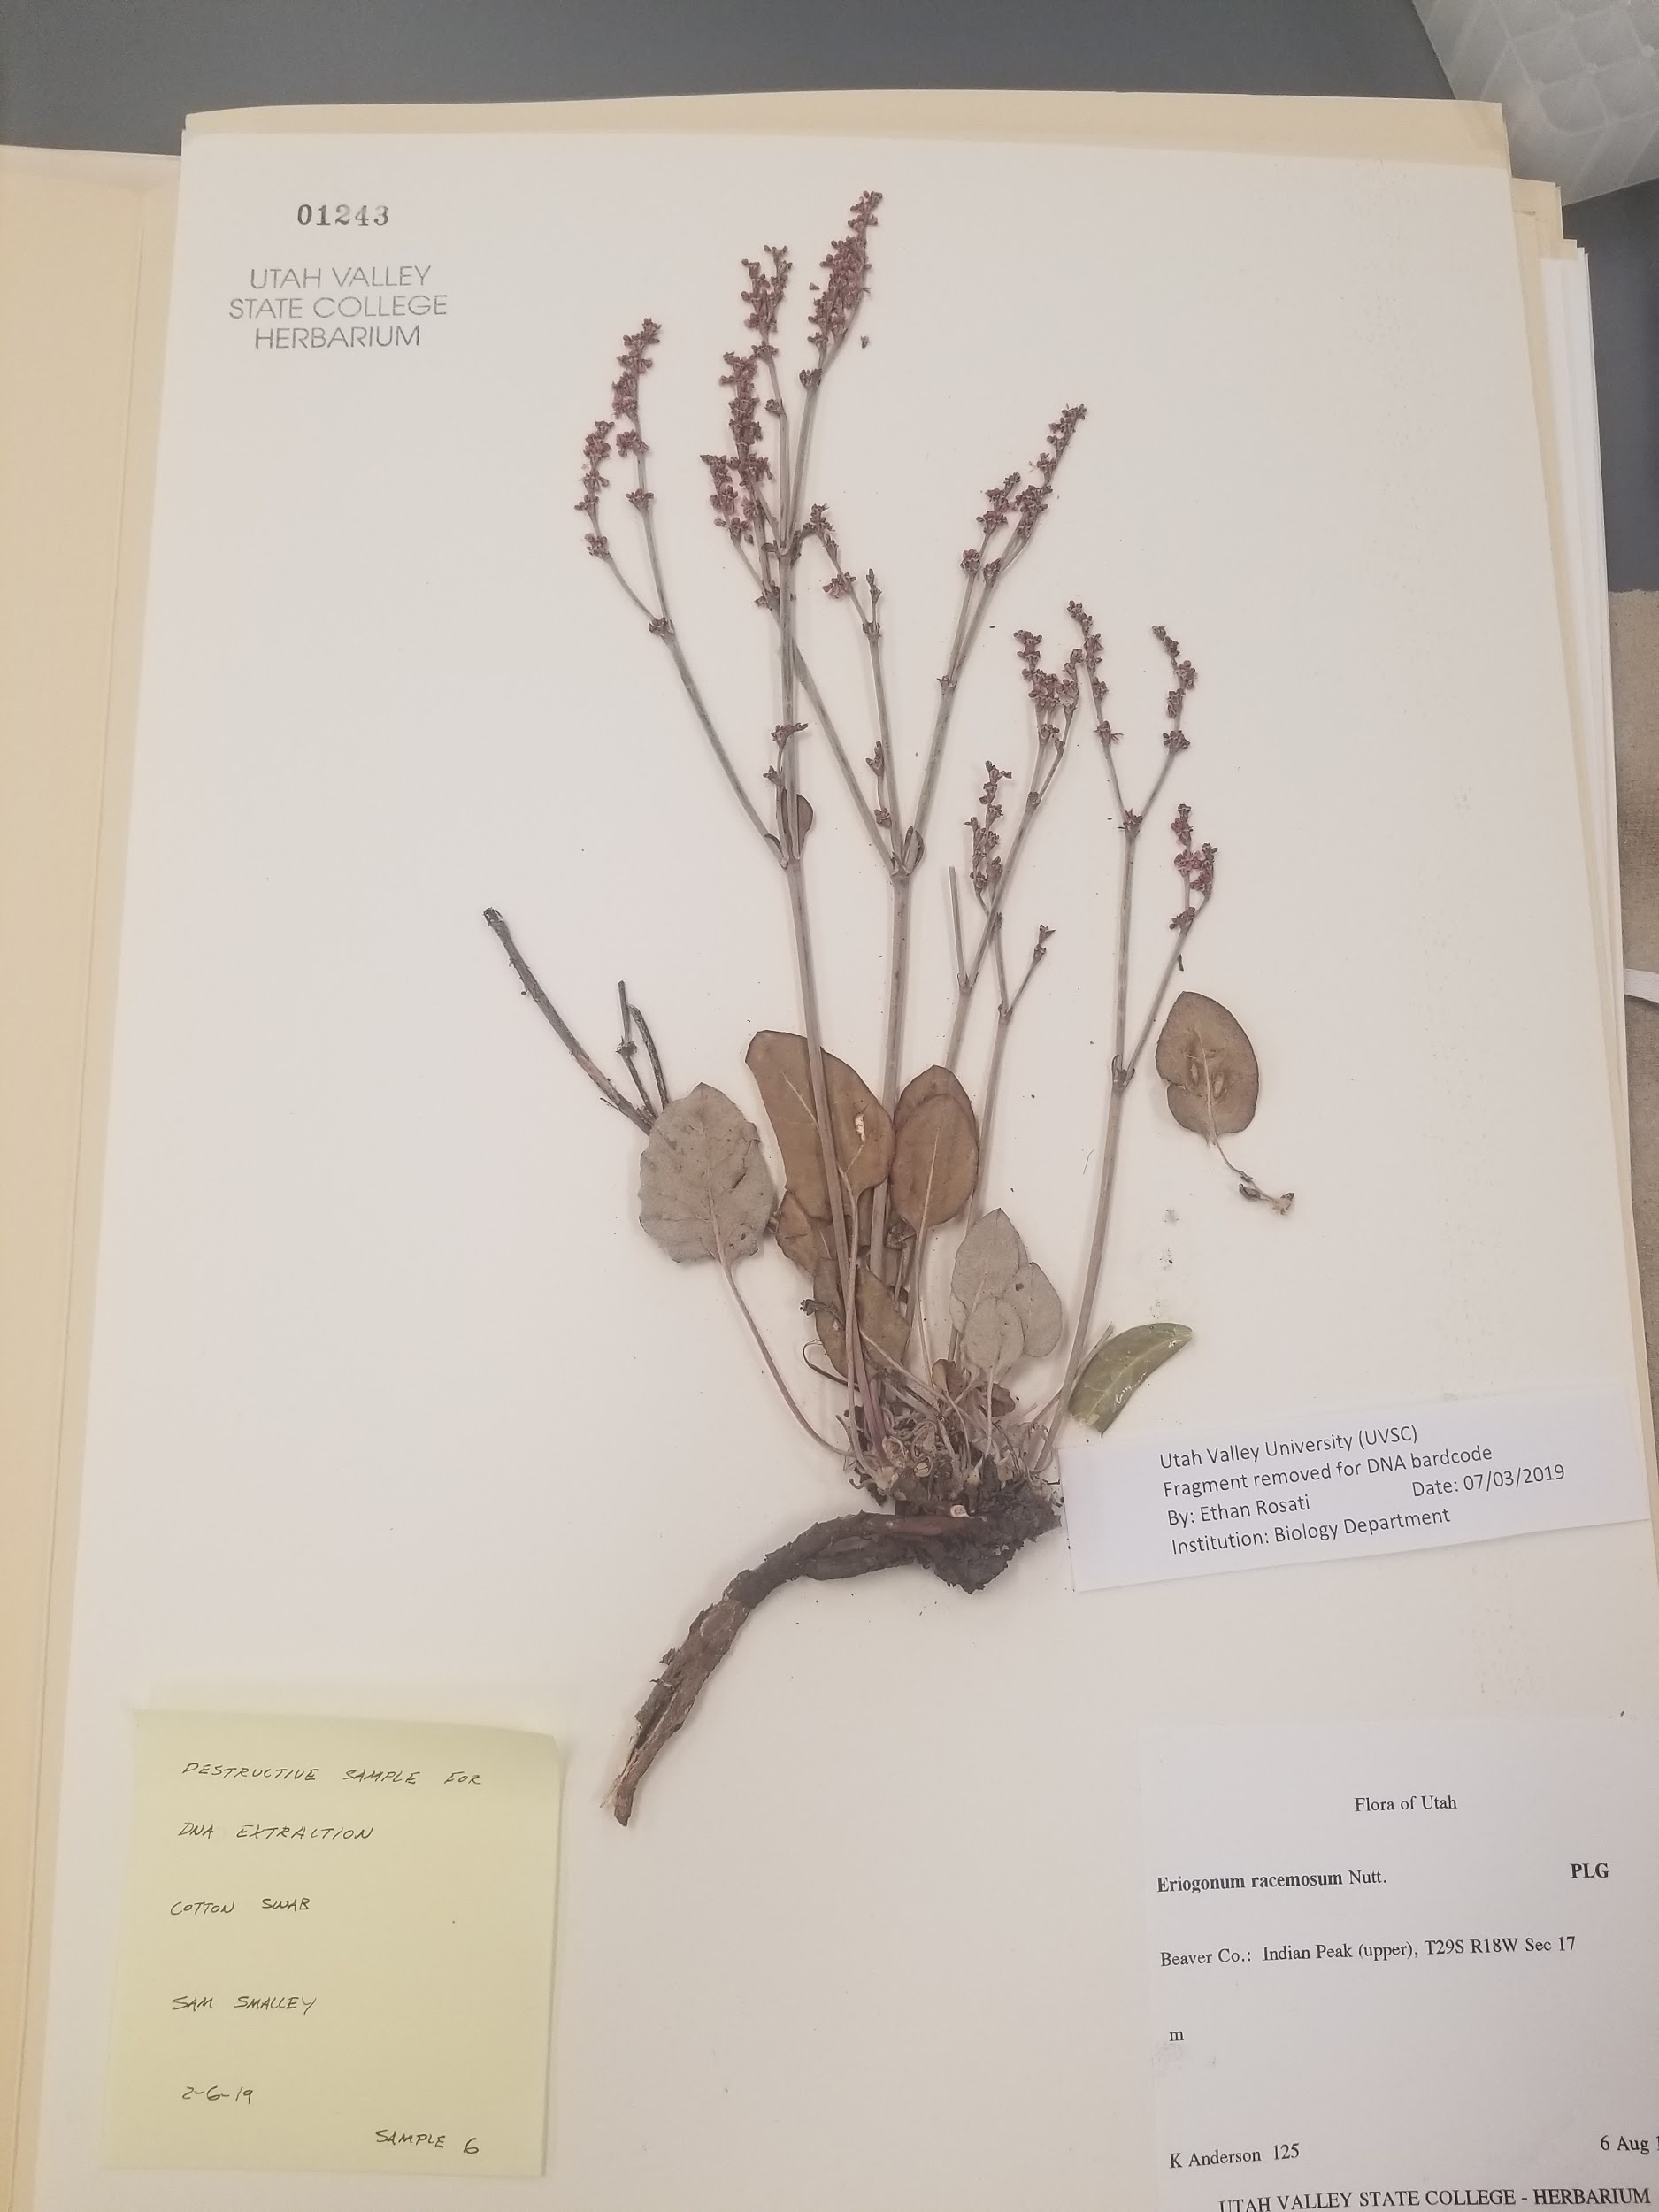 01243
UTAH VALLEY
STATE COLLEGE
HERBARIUM
Utah Valley University (UVSC)
Fragment removed for DNA bardcode
By: Ethan Rosati Date: 07/03/2019
Institution: Biology Department
DESTRUCTIVE SAMPLE FOR
DNA EXTRACTION
COTTON SWAB
SAM SMALLEY
2-6-19
SAMPLE 6
Flora of Utah
Eriogonum racemosum Nutt. PLG
Beaver Co.: Indian Peak (upper), T29S R18W Sec 17
m
K Anderson 125 6 Aug
UTAH VALLEY STATE COLLEGE - HERBARIUM